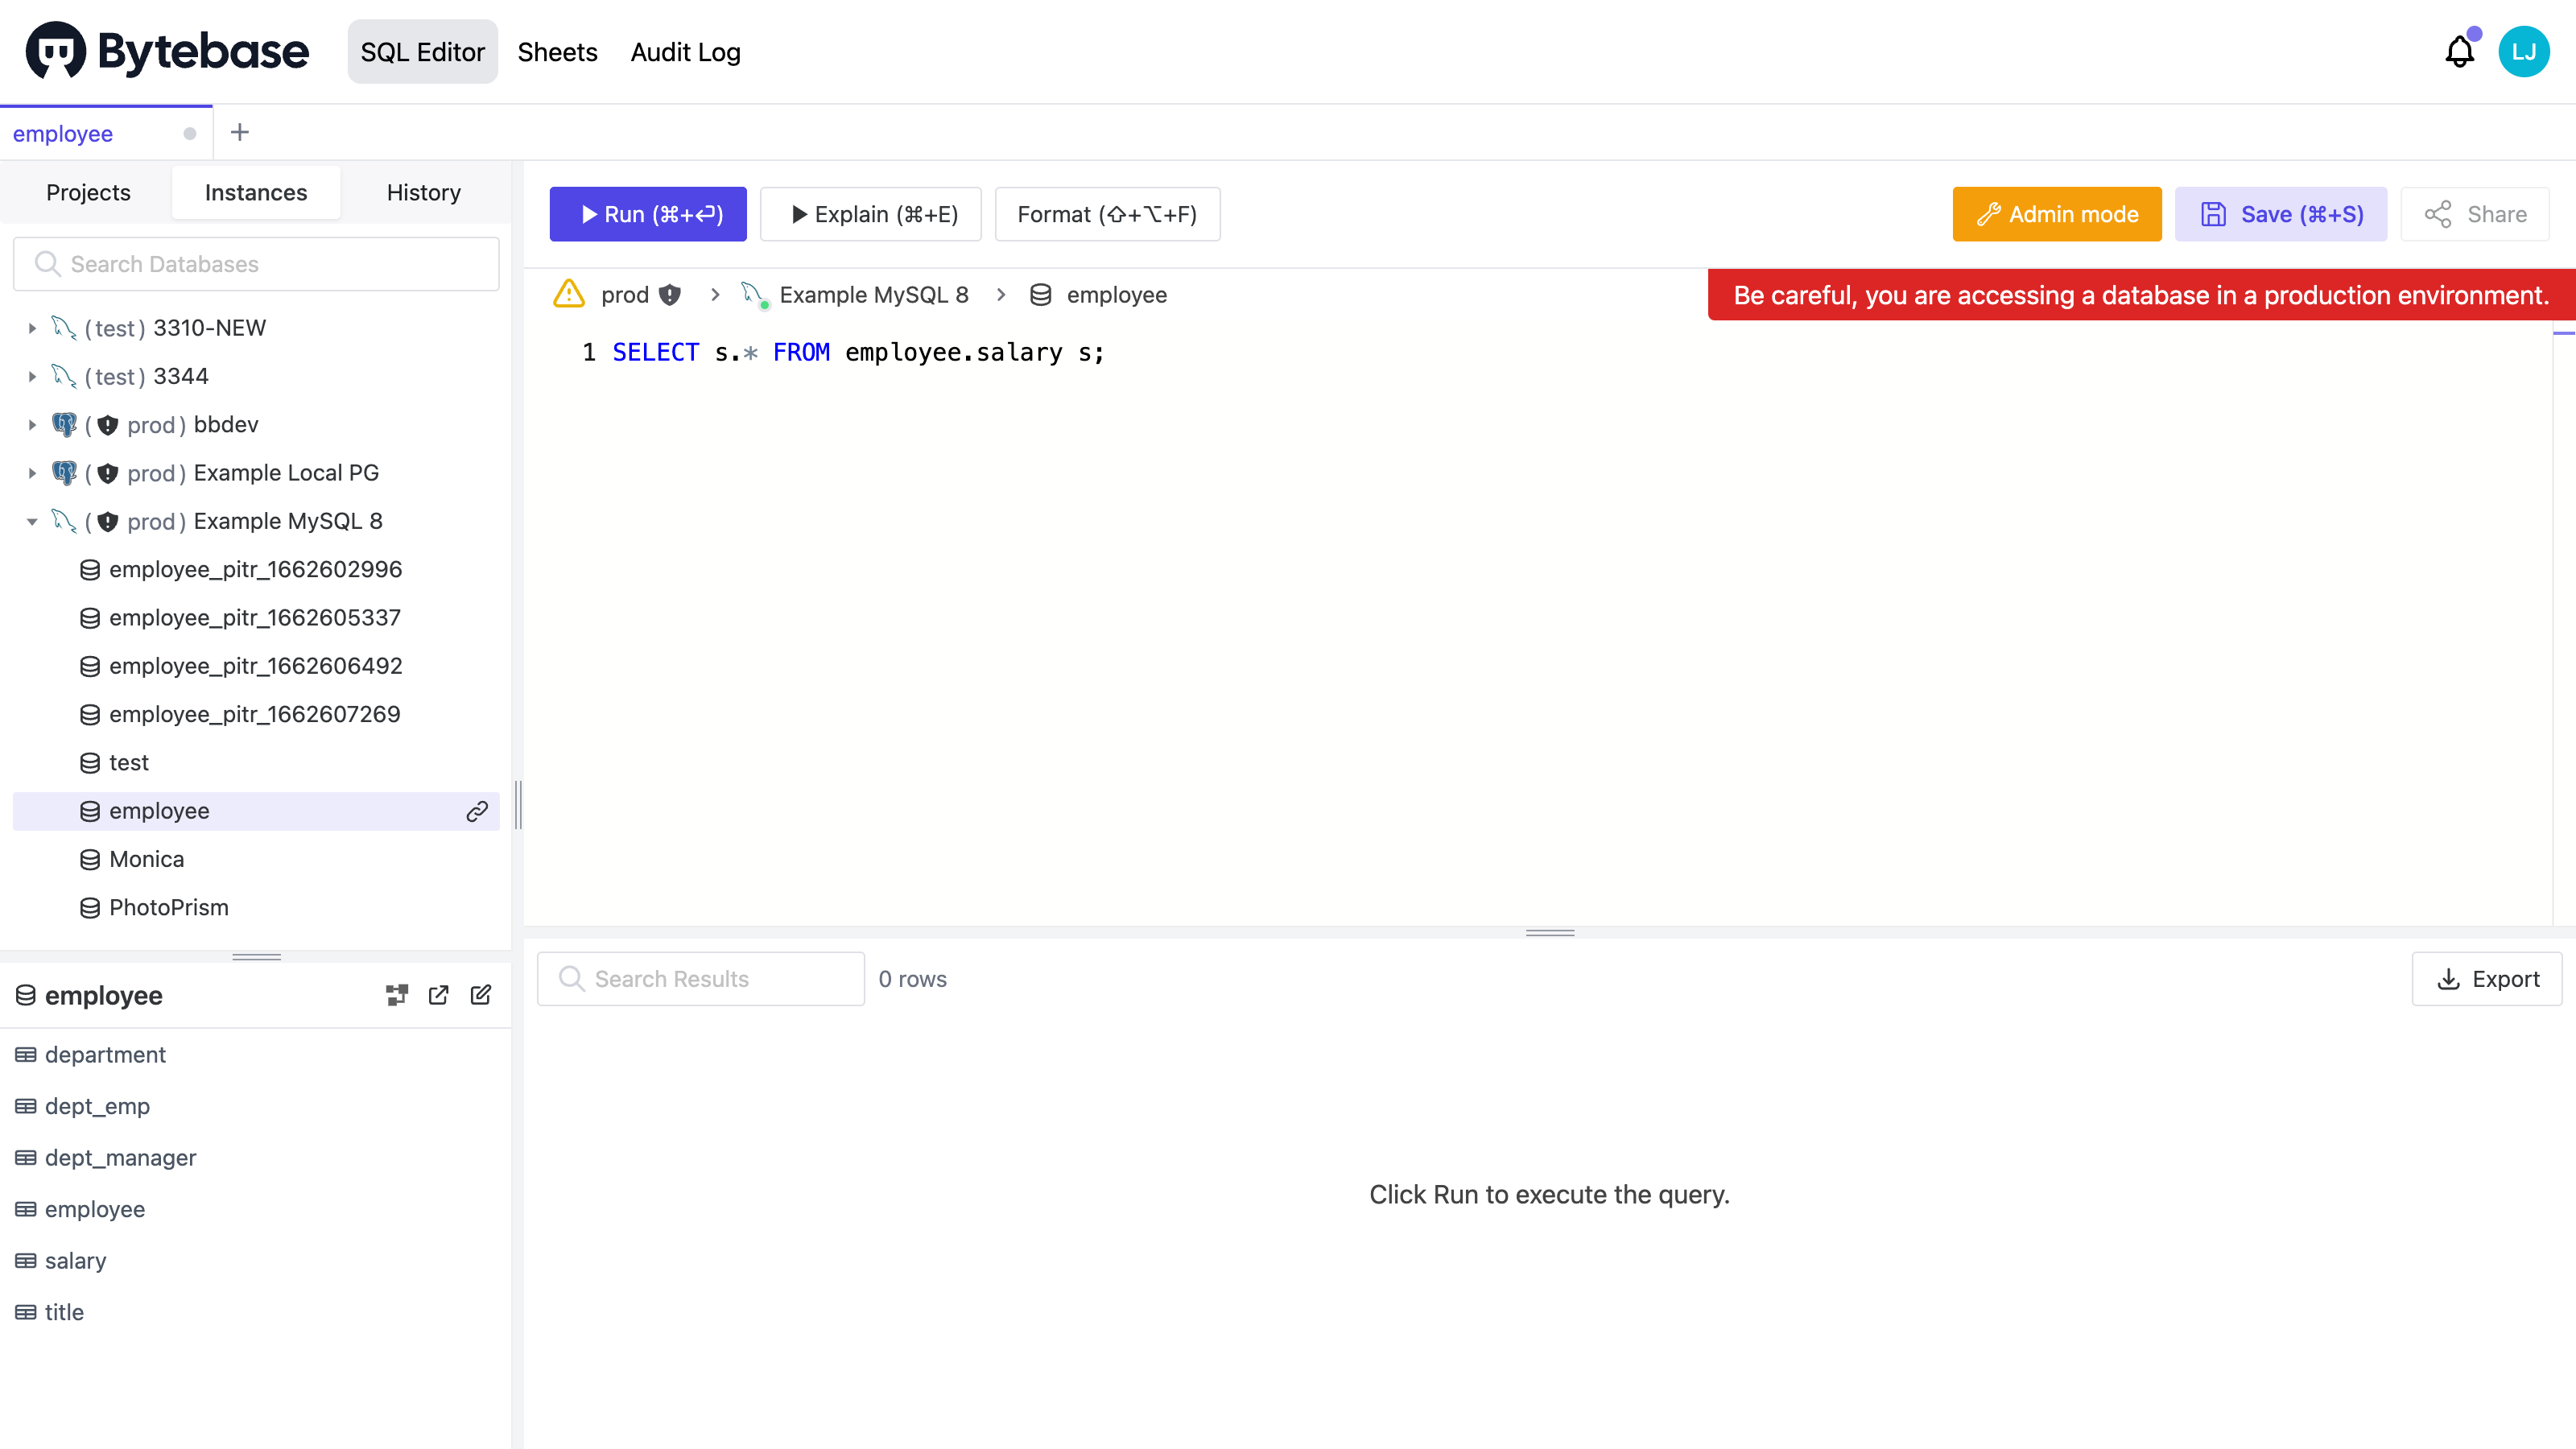 Bytebase
SQL Editor
Sheets
Audit Log
LJ
employee
+
Projects
Instances
History
Run (⌘+⏎)
Explain (⌘+E)
Format (⇧+⌥+F)
Admin mode
Save (⌘+S)
Share
Search Databases
prod > Example MySQL 8 > employee
Be careful, you are accessing a database in a production environment.
1 SELECT s.* FROM employee.salary s;
(test) 3310-NEW
(test) 3344
(prod) bbdev
(prod) Example Local PG
(prod) Example MySQL 8
employee_pitr_1662602996
employee_pitr_1662605337
employee_pitr_1662606492
employee_pitr_1662607269
test
employee
Monica
PhotoPrism
employee
department
dept_emp
dept_manager
employee
salary
title
Search Results
0 rows
Export
Click Run to execute the query.